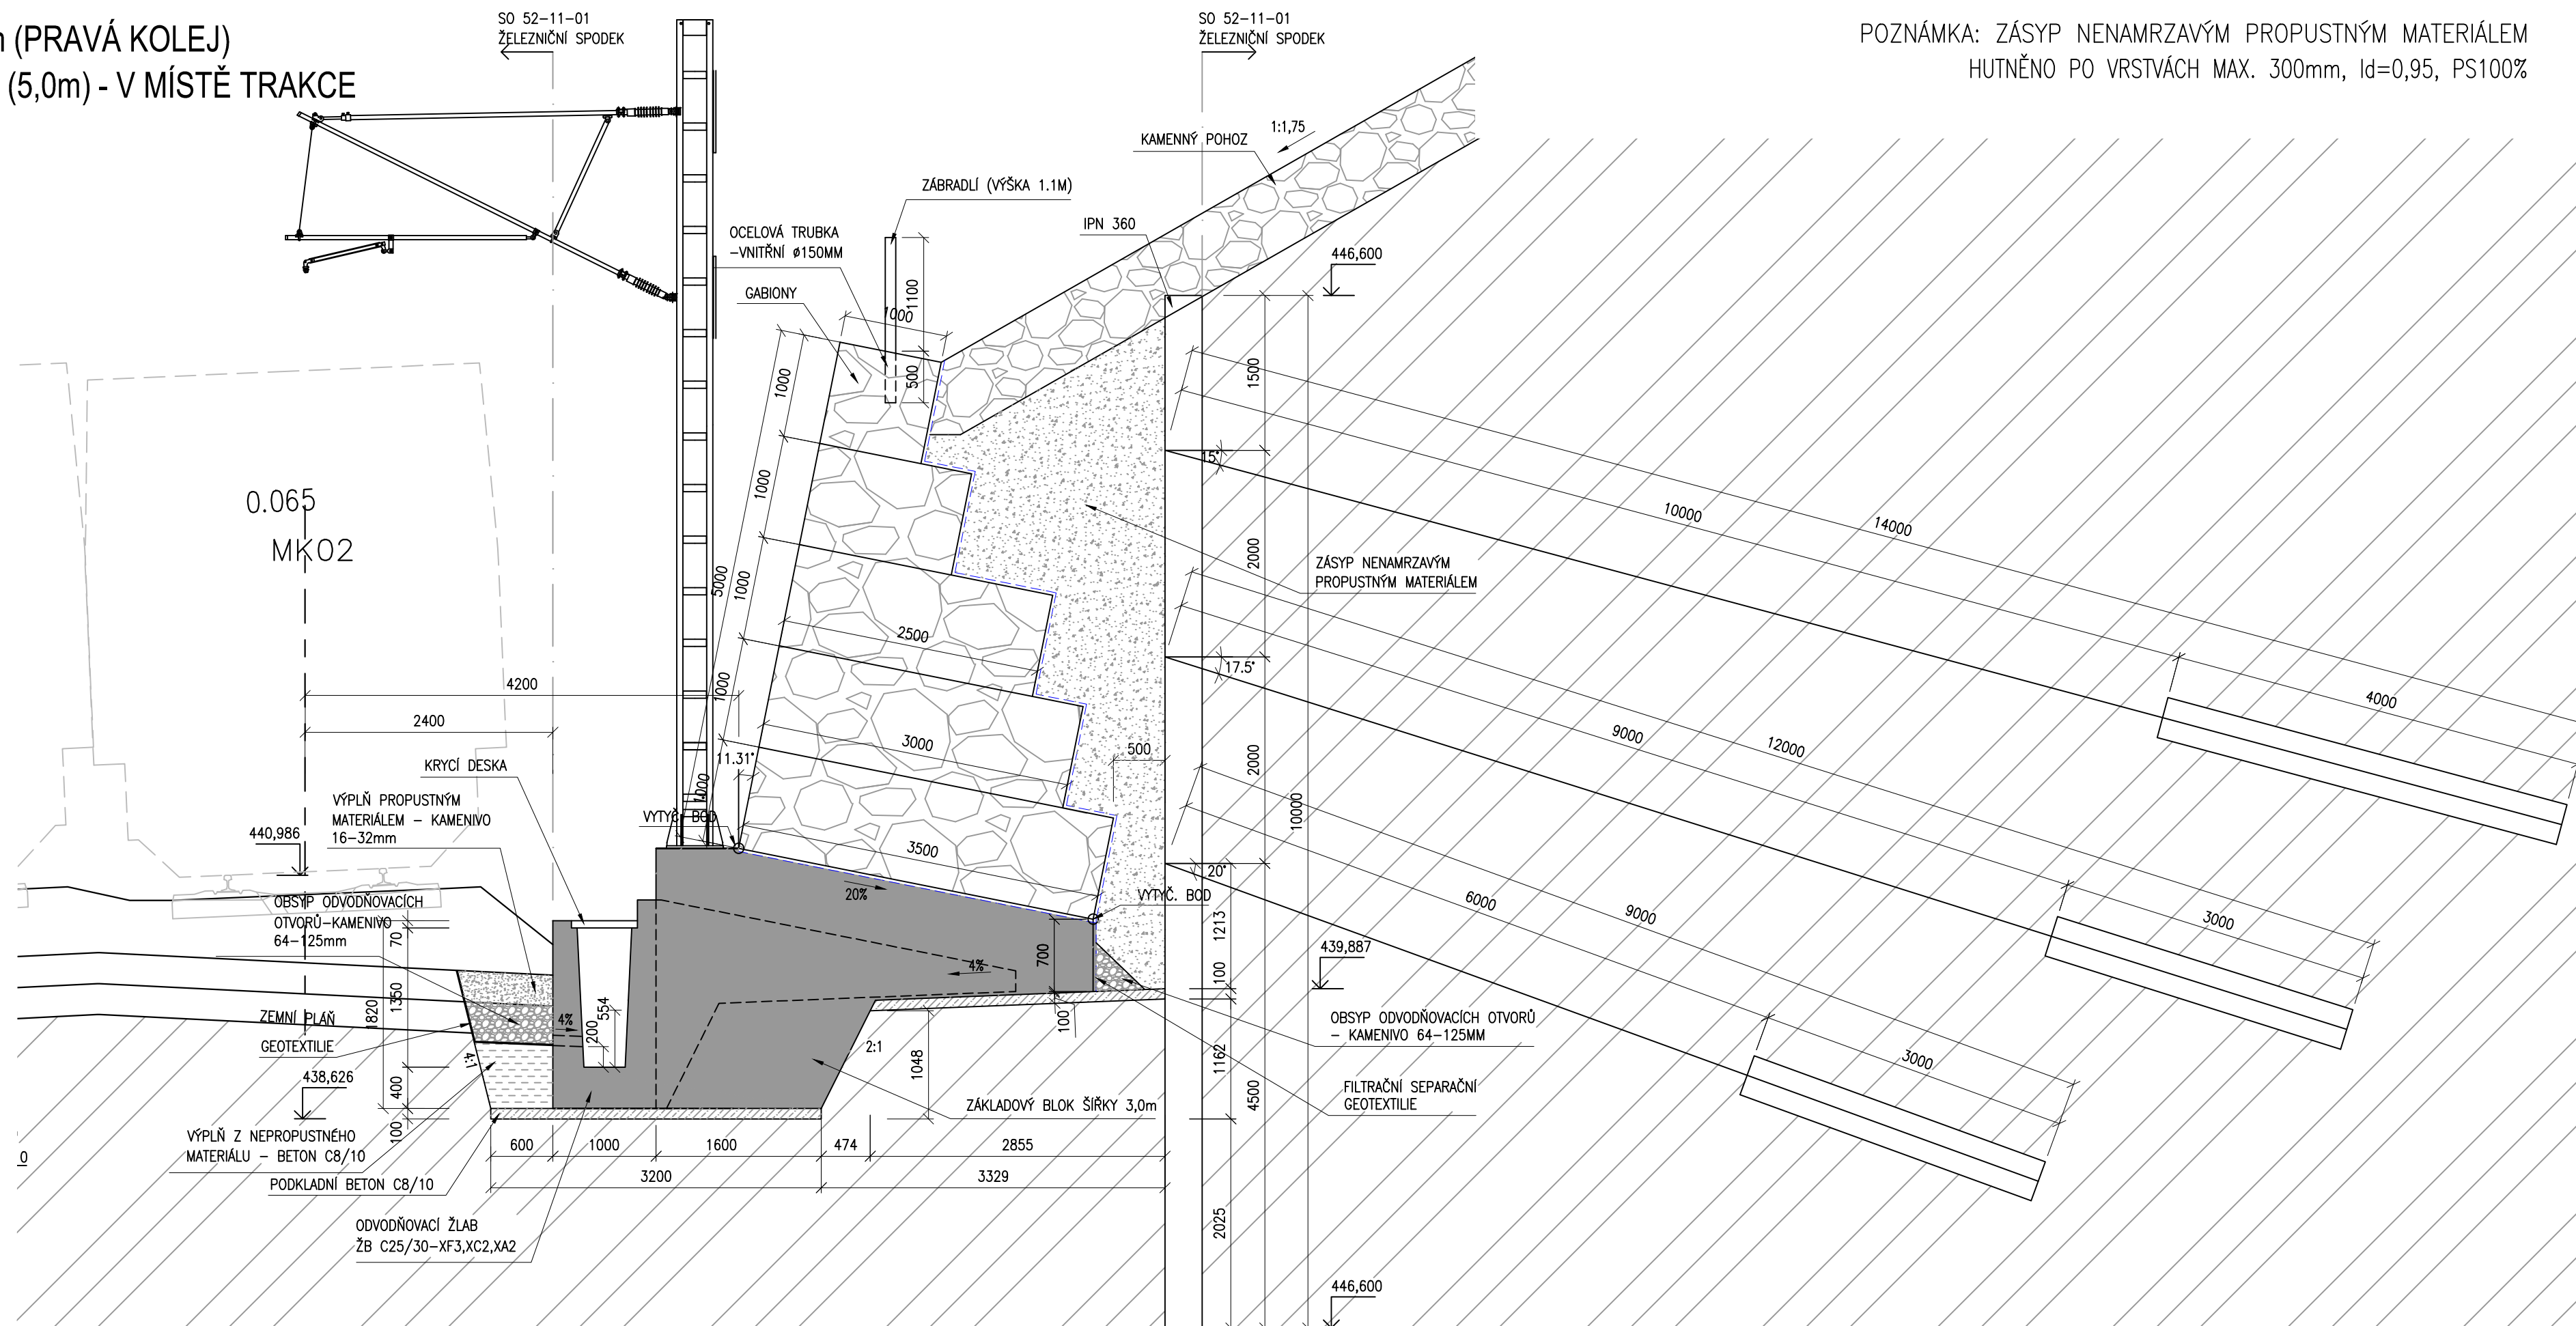 (PRAVÁ KOLEJ)
(5,0m) - V MÍSTĚ TRAKCE
SO 52-11-01
ŽELEZNIČNÍ SPODEK
SO 52-11-01
ŽELEZNIČNÍ SPODEK
POZNÁMKA: ZÁSYP NENAMRZAVÝM PROPUSTNÝM MATERIÁLEM
HUTNĚNO PO VRSTVÁCH MAX. 300mm, Id=0,95, PS100%
1:1,75
KAMENNÝ POHOZ
ZÁBRADLÍ (VÝŠKA 1.1M)
IPN 360
OCELOVÁ TRUBKA
-VNITŘNÍ ø150MM
GABIONY
446,600
1100
1000
500
1500
1000
1000
1000
1000
1000
5000
15°
10000
14000
4000
0.065
MK02
2000
ZÁSYP NENAMRZAVÝM
PROPUSTNÝM MATERIÁLEM
2500
17.5°
4200
2400
3000
500
9000
12000
3000
2000
10000
11.31°
KRYCÍ DESKA
VÝPLŇ PROPUSTNÝM
MATERIÁLEM - KAMENIVO
16-32mm
VYTYČ. BOD
440,986
3500
20%
20°
VYTYČ. BOD
6000
9000
3000
OBSYP ODVODŇOVACÍCH
OTVORŮ-KAMENIVO
64-125mm
70
1350
1820
400
100
700
4%
1213
100
439,887
554
200
4%
100
ZEMNÍ PLÁŇ
GEOTEXTILIE
4:1
2:1
1048
1162
4500
OBSYP ODVODŇOVACÍCH OTVORŮ
- KAMENIVO 64-125MM
438,626
ZÁKLADOVÝ BLOK ŠÍŘKY 3,0m
FILTRAČNÍ SEPARAČNÍ
GEOTEXTILIE
VÝPLŇ Z NEPROPUSTNÉHO
MATERIÁLU - BETON C8/10
0
600
1000
1600
474
2855
PODKLADNÍ BETON C8/10
3200
3329
2025
ODVODŇOVACÍ ŽLAB
ŽB C25/30-XF3,XC2,XA2
446,600